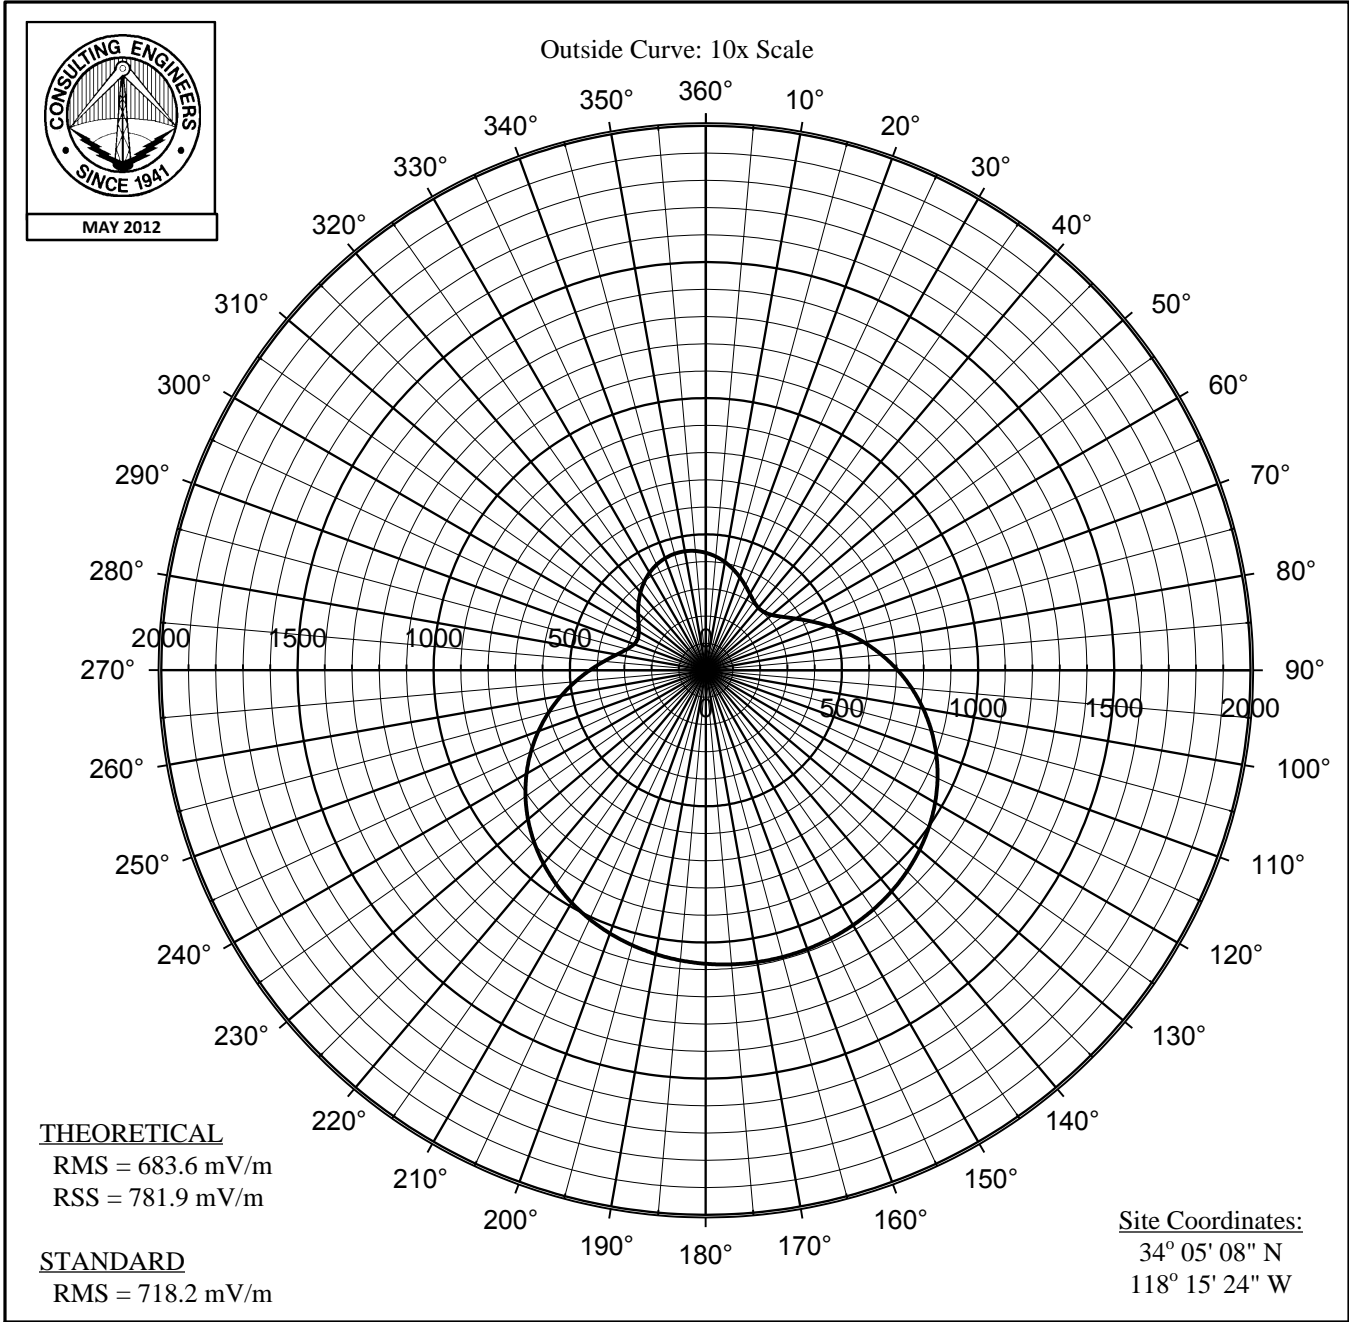 CONSULTING ENGINEERS
• SINCE 1941 •
MAY 2012
Outside Curve: 10x Scale
360°
10°
20°
30°
40°
50°
60°
70°
80°
90°
100°
110°
120°
130°
140°
150°
160°
170°
180°
190°
200°
210°
220°
230°
240°
250°
260°
270°
280°
290°
300°
310°
320°
330°
340°
350°
2000 1500 1000 500 0
0 500 1000 1500 2000
THEORETICAL
RMS = 683.6 mV/m
RSS = 781.9 mV/m
STANDARD
RMS = 718.2 mV/m
Site Coordinates:
34° 05' 08" N
118° 15' 24" W